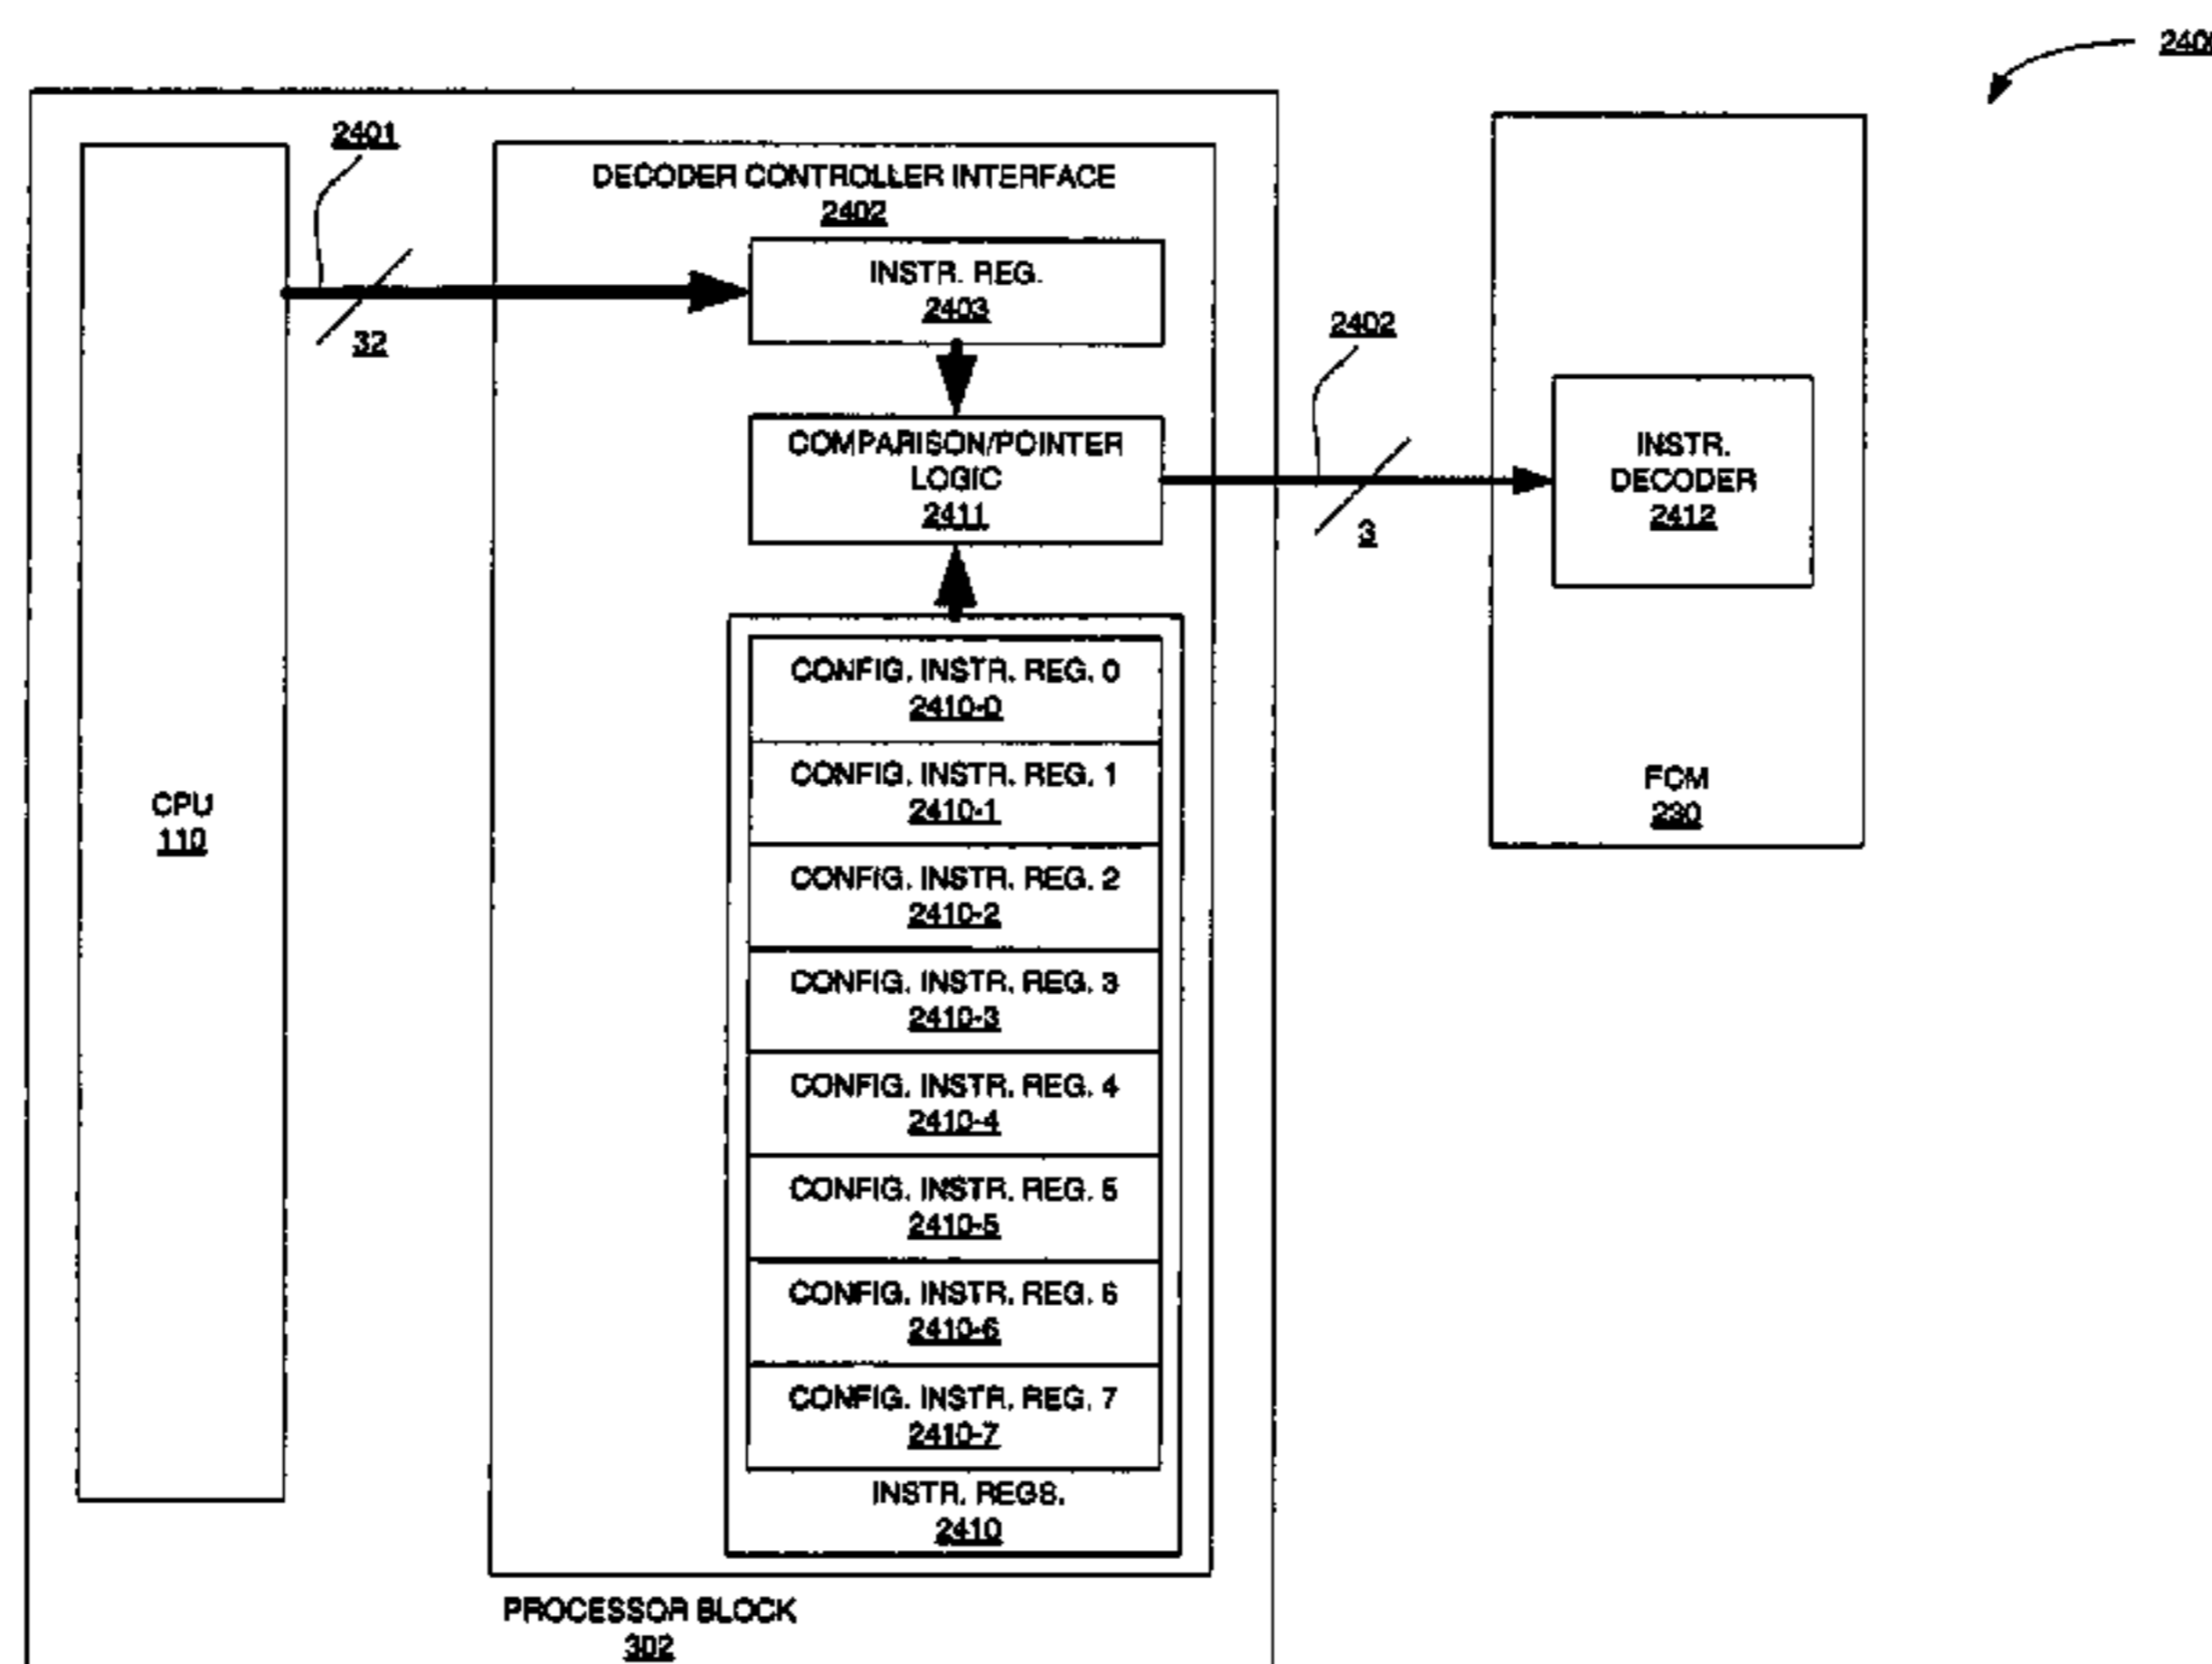 2401
DECODER CONTROLLER INTERFACE
2402
INSTR. REG.
2403
32
2402
COMPARISON/POINTER
LOGIC
2411
3
INSTR.
DECODER
2412
CONFIG. INSTR. REG. 0
2410-0
CONFIG. INSTR. REG. 1
2410-1
CPU
110
FCM
230
CONFIG. INSTR. REG. 2
2410-2
CONFIG. INSTR. REG. 3
2410-3
CONFIG. INSTR. REG. 4
2410-4
CONFIG. INSTR. REG. 5
2410-5
CONFIG. INSTR. REG. 6
2410-6
CONFIG. INSTR. REG. 7
2410-7
INSTR. REGS.
2410
PROCESSOR BLOCK
302